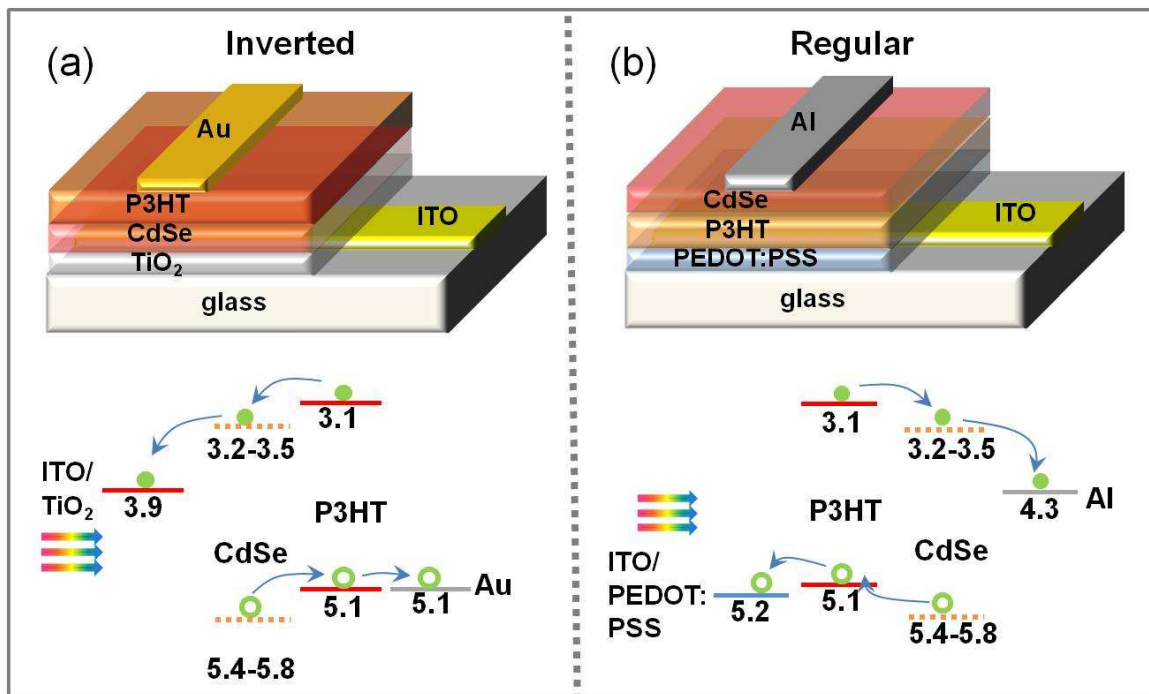 Inverted
(a)
Au
P3HT
CdSe
TiO₂
ITO
glass
3.1
3.2-3.5
ITO/
TiO₂
3.9
P3HT
CdSe
5.1
5.1
Au
5.4-5.8
Regular
(b)
Al
CdSe
P3HT
PEDOT:PSS
ITO
glass
3.1
3.2-3.5
4.3
Al
P3HT
CdSe
ITO/
PEDOT:
PSS
5.2
5.1
5.4-5.8